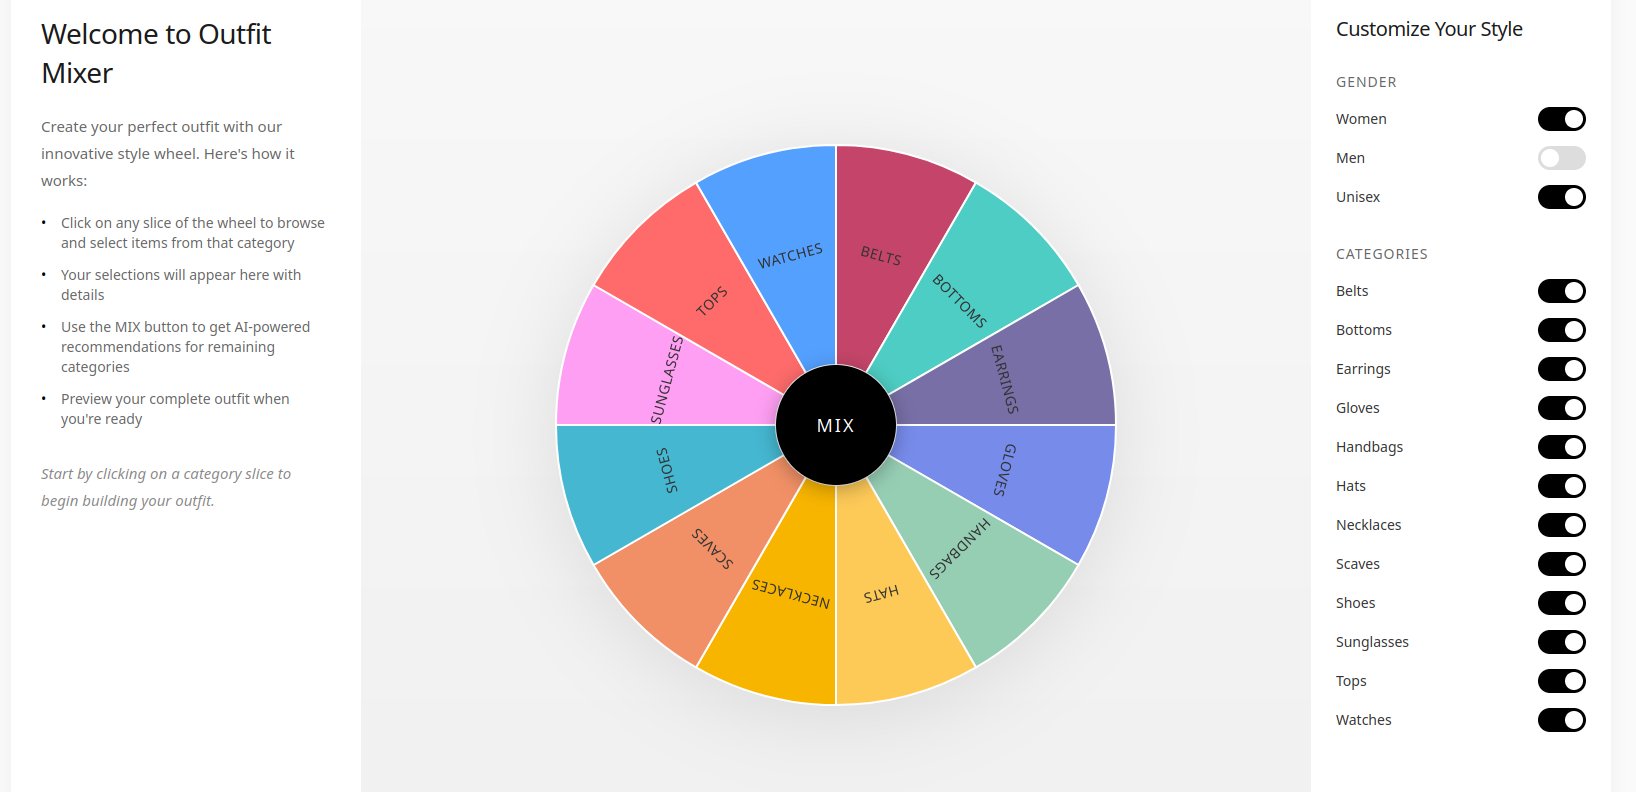 Welcome to Outfit
Mixer
Create your perfect outfit with our
innovative style wheel. Here's how it
works:
• Click on any slice of the wheel to browse
and select items from that category
• Your selections will appear here with
details
• Use the MIX button to get AI-powered
recommendations for remaining
categories
• Preview your complete outfit when
you're ready
Start by clicking on a category slice to
begin building your outfit.
BELTS
BOTTOMS
EARRINGS
GLOVES
HANDBAGS
HATS
NECKLACES
SCAVES
SHOES
SUNGLASSES
TOPS
WATCHES
MIX
Customize Your Style
GENDER
Women
Men
Unisex
CATEGORIES
Belts
Bottoms
Earrings
Gloves
Handbags
Hats
Necklaces
Scaves
Shoes
Sunglasses
Tops
Watches